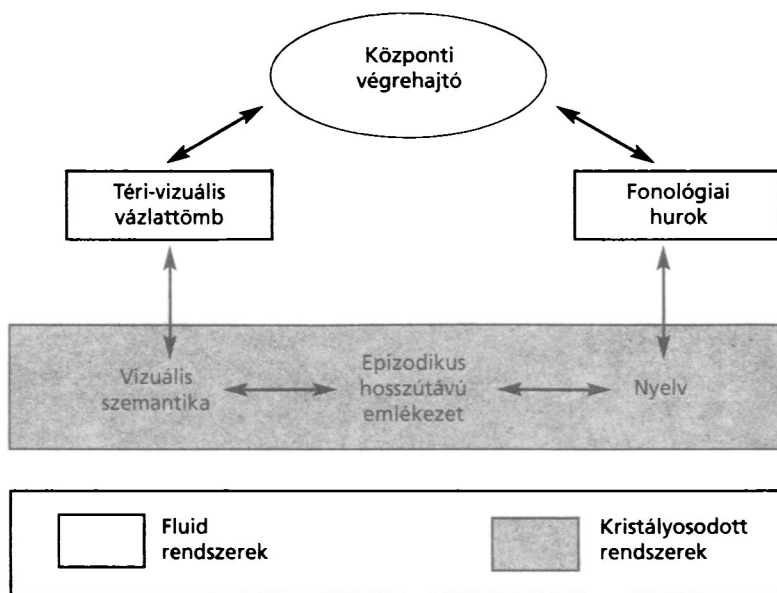 Központi
végrehajtó
Téri-vizuális
vázlattömb
Fonológiai
hurok
Vizuális
szemantika
Epizodikus
hosszútávú
emlékezet
Nyelv
Fluid
rendszerek
Kristályosodott
rendszerek